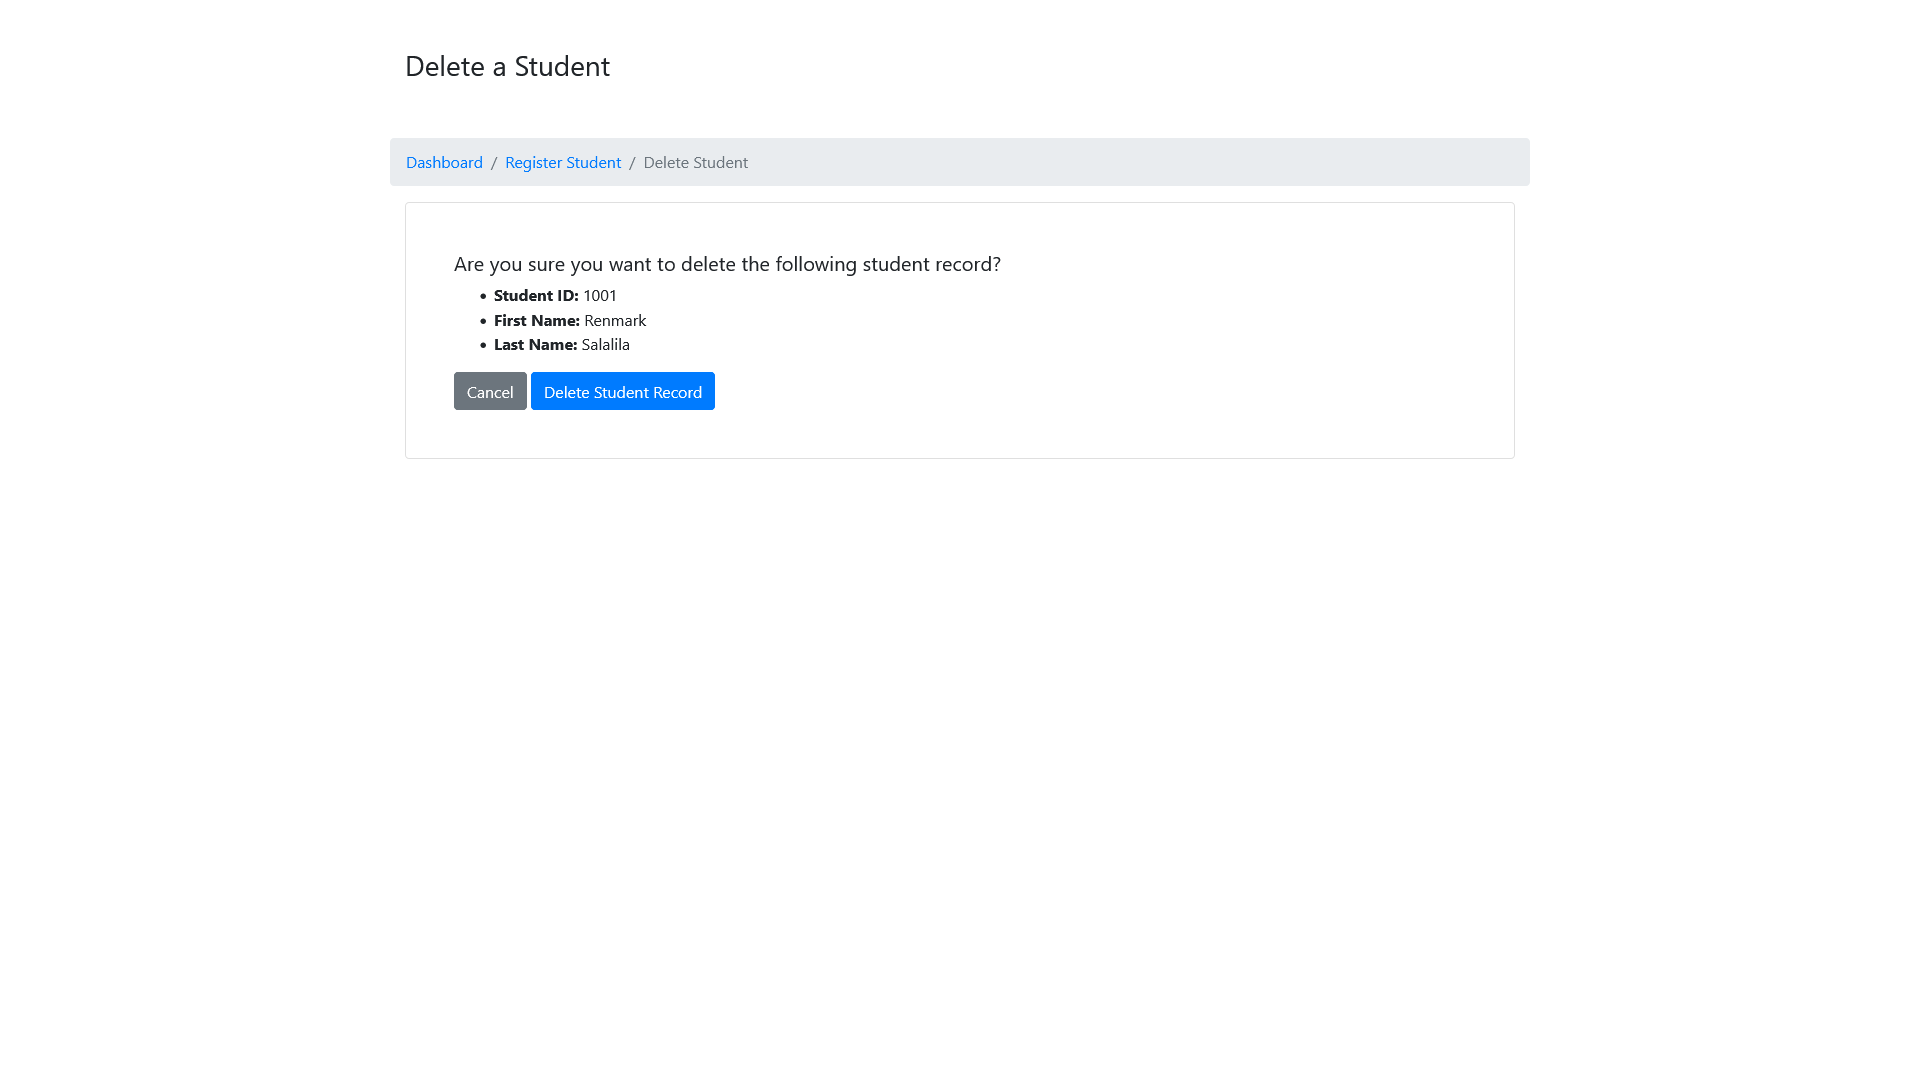 Delete a Student
Dashboard / Register Student / Delete Student
Are you sure you want to delete the following student record?
• Student ID: 1001
• First Name: Renmark
• Last Name: Salalila
Cancel Delete Student Record